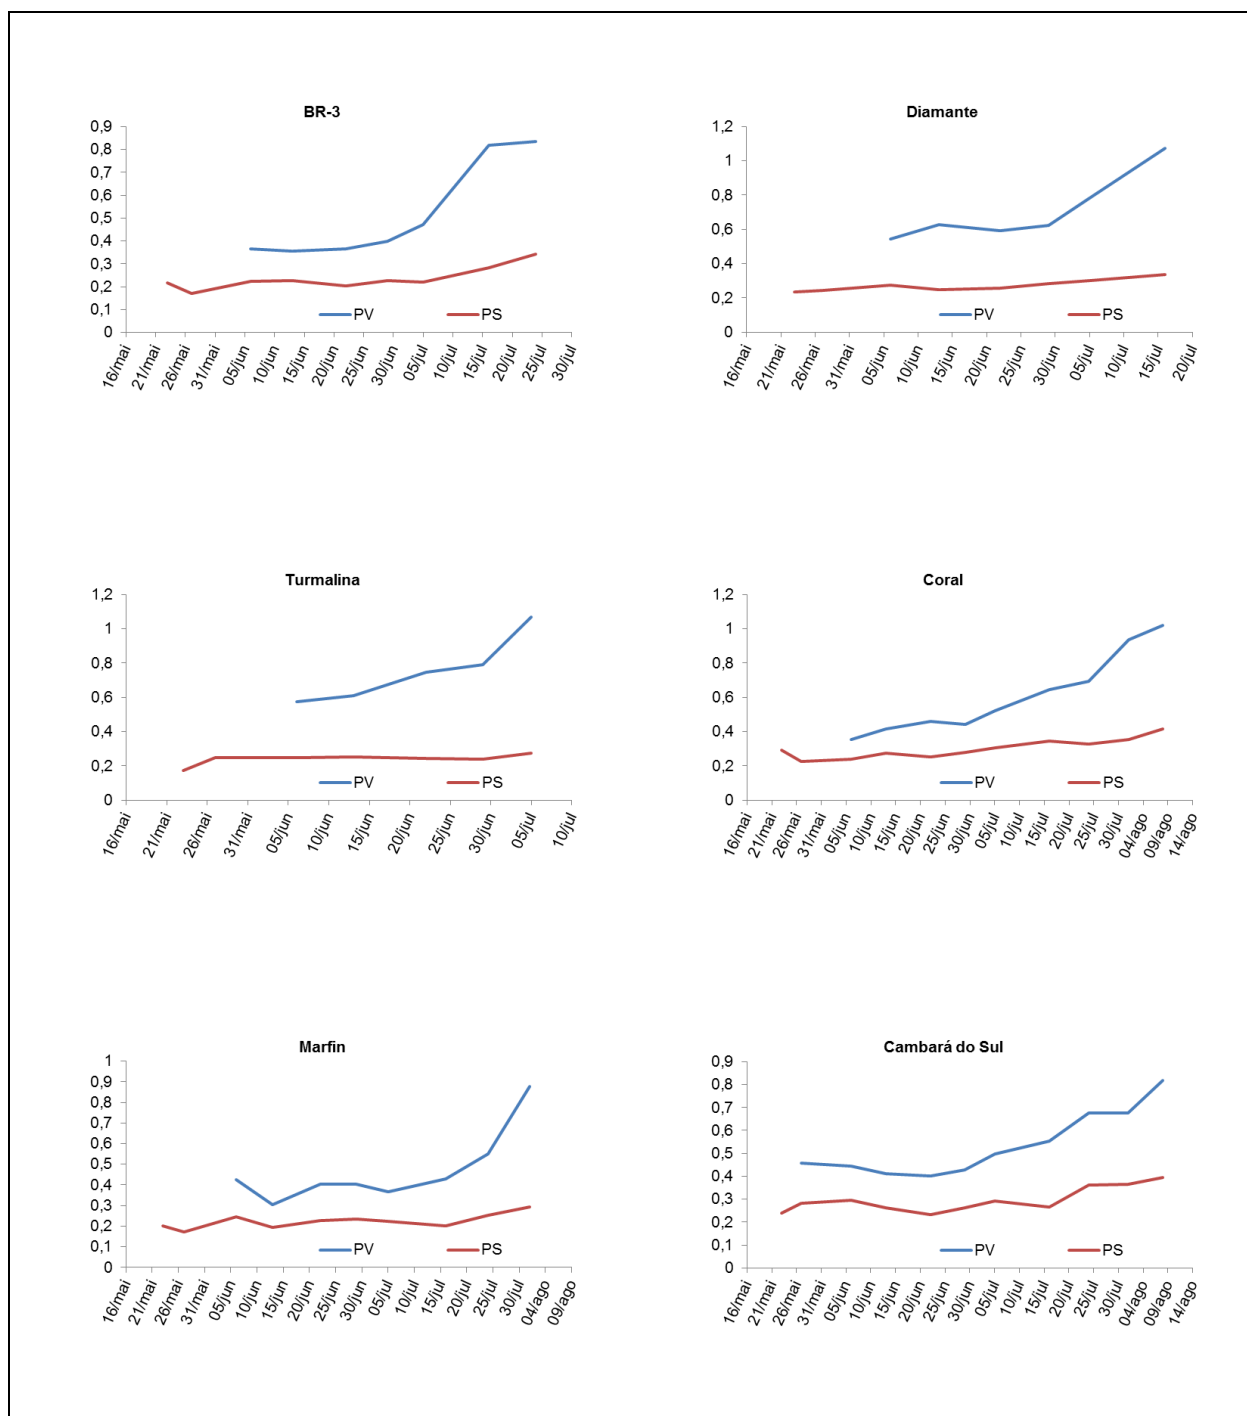 BR-3
0,9
0,8
0,7
0,6
0,5
0,4
0,3
0,2
0,1
0
PV PS
16/mai 21/mai 26/mai 31/mai 05/jun 10/jun 15/jun 20/jun 25/jun 30/jun 05/jul 10/jul 15/jul 20/jul 25/jul 30/jul
Diamante
1,2
1
0,8
0,6
0,4
0,2
0
PV PS
16/mai 21/mai 26/mai 31/mai 05/jun 10/jun 15/jun 20/jun 25/jun 30/jun 05/jul 10/jul 15/jul 20/jul
Turmalina
1,2
1
0,8
0,6
0,4
0,2
0
PV PS
16/mai 21/mai 26/mai 31/mai 05/jun 10/jun 15/jun 20/jun 25/jun 30/jun 05/jul 10/jul
Coral
1,2
1
0,8
0,6
0,4
0,2
0
PV PS
16/mai 21/mai 26/mai 31/mai 05/jun 10/jun 15/jun 20/jun 25/jun 30/jun 05/jul 10/jul 15/jul 20/jul 25/jul 30/jul 04/ago 09/ago 14/ago
Marfin
1
0,9
0,8
0,7
0,6
0,5
0,4
0,3
0,2
0,1
0
PV PS
16/mai 21/mai 26/mai 31/mai 05/jun 10/jun 15/jun 20/jun 25/jun 30/jun 05/jul 10/jul 15/jul 20/jul 25/jul 30/jul 04/ago 09/ago
Cambará do Sul
0,9
0,8
0,7
0,6
0,5
0,4
0,3
0,2
0,1
0
PV PS
16/mai 21/mai 26/mai 31/mai 05/jun 10/jun 15/jun 20/jun 25/jun 30/jun 05/jul 10/jul 15/jul 20/jul 25/jul 30/jul 04/ago 09/ago 14/ago